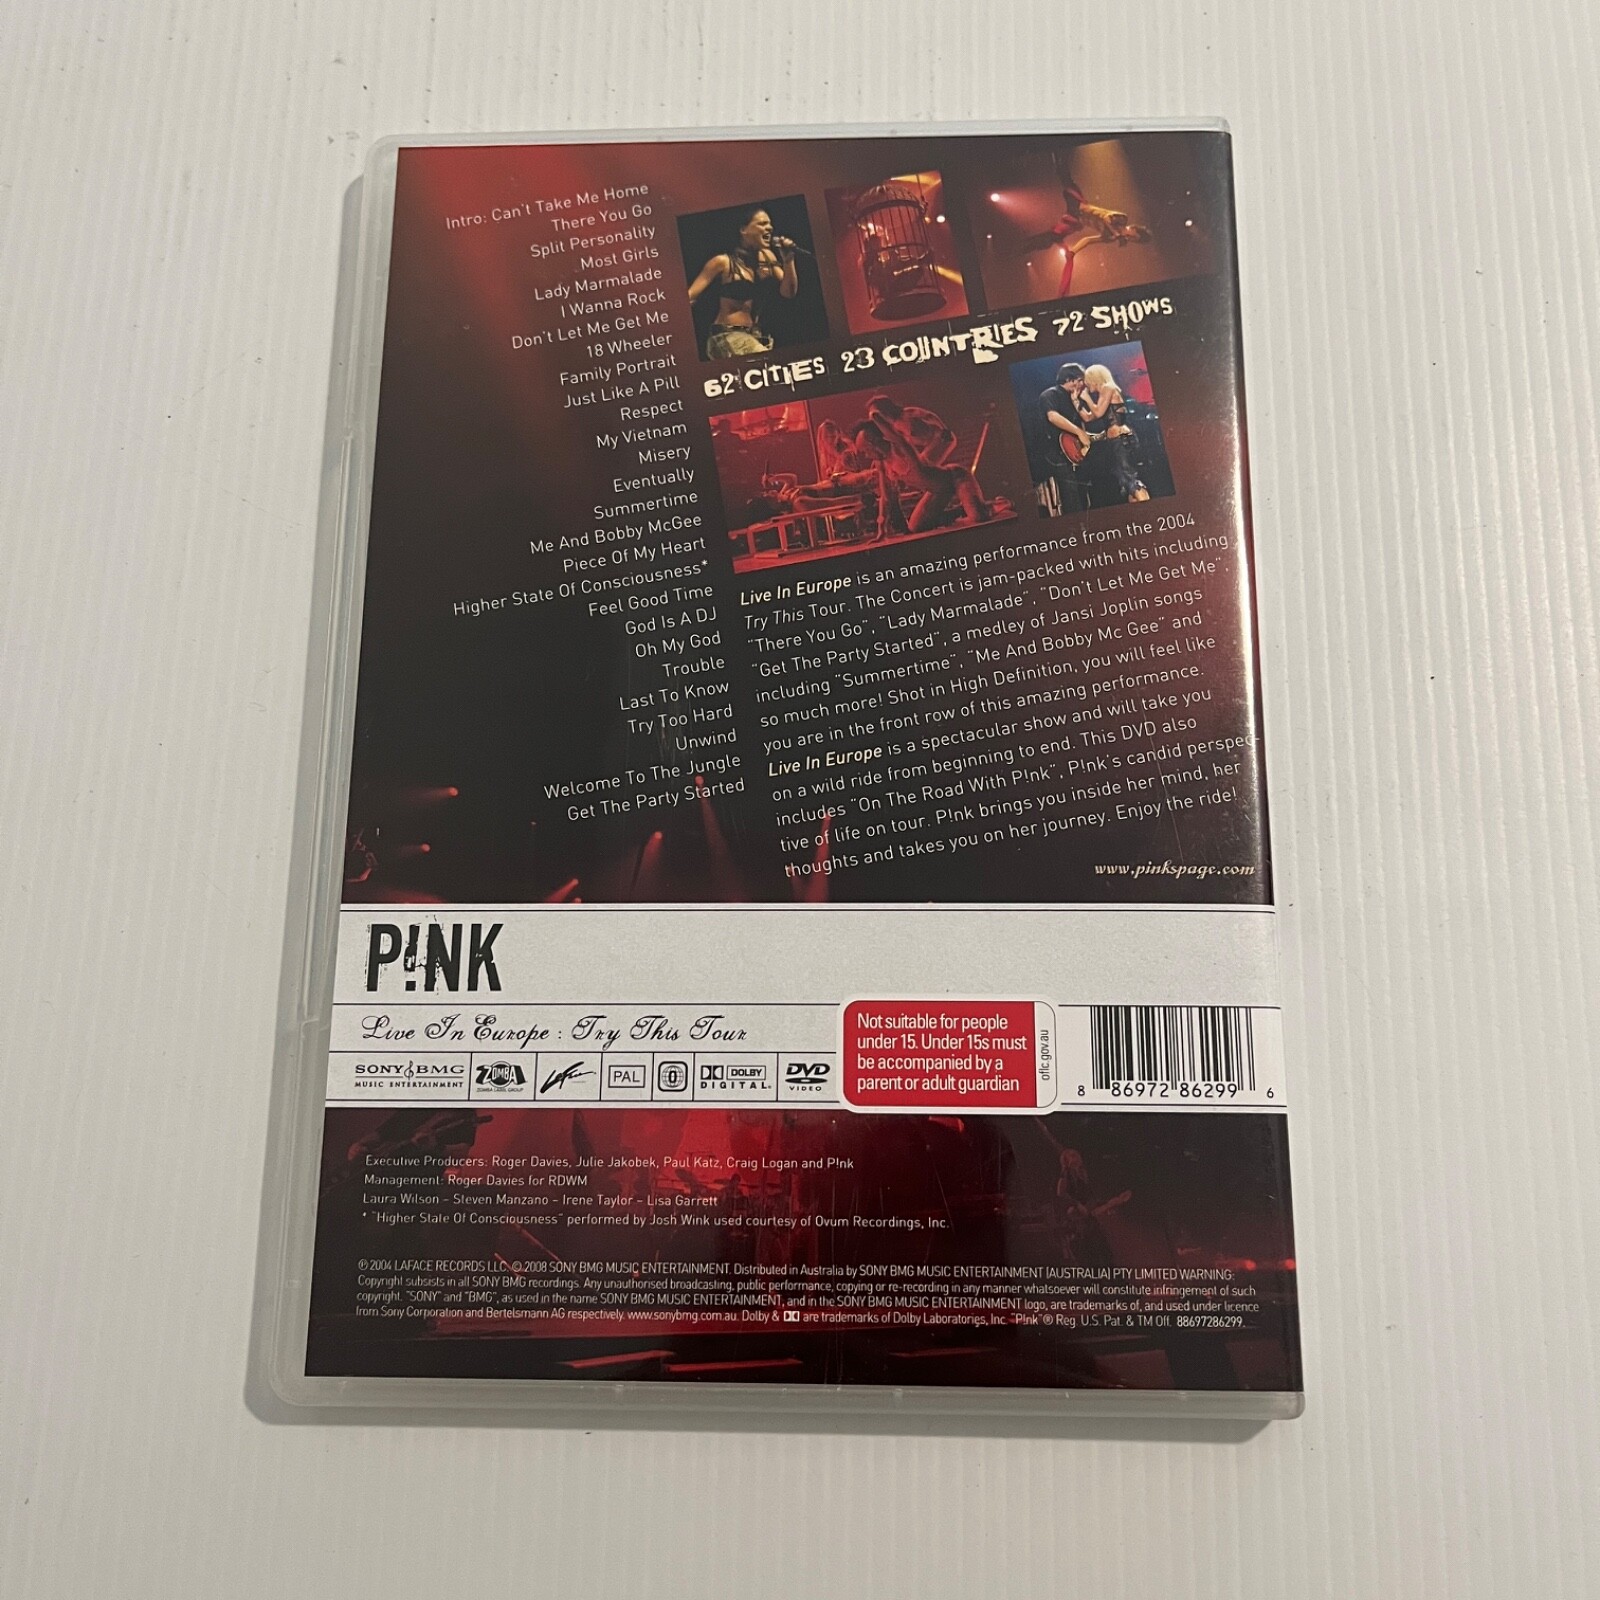 Intro: Can't Take Me Home
There You Go
Split Personality
Most Girls
Lady Marmalade
I Wanna Rock
Don't Let Me Get Me
18 Wheeler
Family Portrait
Just Like A Pill
Respect
My Vietnam
Misery
Eventually
Summertime
Me And Bobby McGee
Piece Of My Heart
Higher State Of Consciousness*
Feel Good Time
God Is A DJ
Oh My God
Trouble
Last To Know
Try Too Hard
Unwind
Welcome To The Jungle
Get The Party Started
62 CITIES 23 COUNTRIES 72 SHOWS
Live In Europe is an amazing performance from the 2004
Try This Tour. The Concert is jam-packed with hits including
"There You Go", "Lady Marmalade", "Don't Let Me Get Me",
"Get The Party Started", a medley of Jansi Joplin songs
including "Summertime", "Me And Bobby Mc Gee" and
so much more! Shot in High Definition, you will feel like
you are in the front row of this amazing performance.
Live In Europe is a spectacular show and will take you
on a wild ride from beginning to end. This DVD also
includes "On The Road With P!nk", P!nk's candid perspec-
tive of life on tour. P!nk brings you inside her mind, her
thoughts and takes you on her journey. Enjoy the ride!
www.pinkspage.com
P!NK
Live In Europe : Try This Tour
SONY BMG
MUSIC ENTERTAINMENT
ZOMBA
ZOMBA LABEL GROUP
LaFace
PAL
0
DOLBY
DIGITAL
DVD
VIDEO
Not suitable for people
under 15. Under 15s must
be accompanied by a
parent or adult guardian
oflc.gov.au
8 86972 86299 6
Executive Producers: Roger Davies, Julie Jakobek, Paul Katz, Craig Logan and P!nk
Management: Roger Davies for RDWM
Laura Wilson – Steven Manzano – Irene Taylor – Lisa Garrett
* "Higher State Of Consciousness" performed by Josh Wink used courtesy of Ovum Recordings, Inc.
℗ 2004 LAFACE RECORDS LLC. © 2008 SONY BMG MUSIC ENTERTAINMENT. Distributed in Australia by SONY BMG MUSIC ENTERTAINMENT (AUSTRALIA) PTY LIMITED WARNING:
Copyright subsists in all SONY BMG recordings. Any unauthorised broadcasting, public performance, copying or re-recording in any manner whatsoever will constitute infringement of such
copyright. "SONY" and "BMG", as used in the name SONY BMG MUSIC ENTERTAINMENT, and in the SONY BMG MUSIC ENTERTAINMENT logo, are trademarks of, and used under licence
from Sony Corporation and Bertelsmann AG respectively. www.sonybmg.com.au. Dolby & are trademarks of Dolby Laboratories, Inc. "P!nk"® Reg. U.S. Pat. & TM Off. 88697286299.